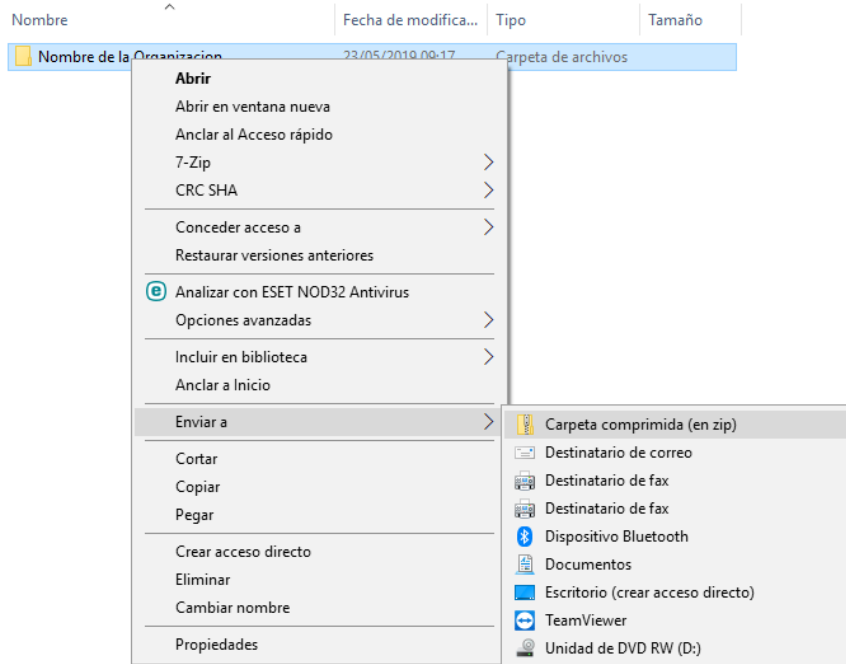 Nombre Fecha de modifica... Tipo Tamaño
Nombre de la Organizacion 23/05/2019 09:17 Carpeta de archivos
Abrir
Abrir en ventana nueva
Anclar al Acceso rápido
7-Zip
CRC SHA
Conceder acceso a
Restaurar versiones anteriores
Analizar con ESET NOD32 Antivirus
Opciones avanzadas
Incluir en biblioteca
Anclar a Inicio
Enviar a
Cortar
Copiar
Pegar
Crear acceso directo
Eliminar
Cambiar nombre
Propiedades
Carpeta comprimida (en zip)
Destinatario de correo
Destinatario de fax
Destinatario de fax
Dispositivo Bluetooth
Documentos
Escritorio (crear acceso directo)
TeamViewer
Unidad de DVD RW (D:)